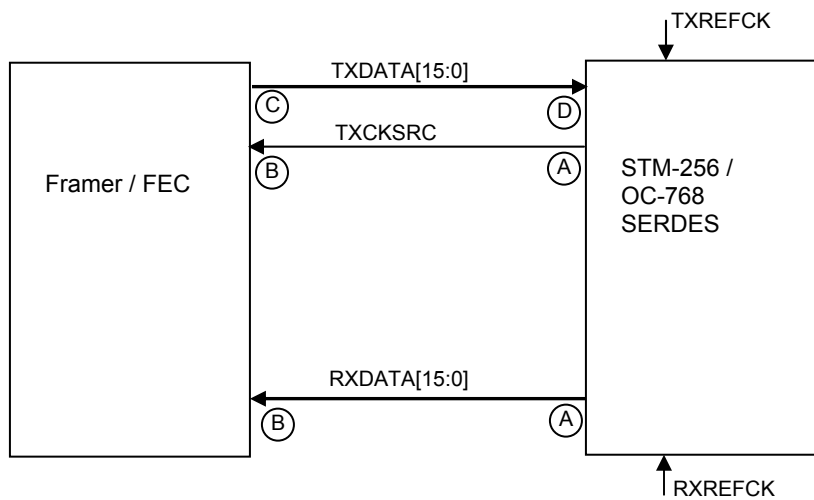 TXREFCK
TXDATA[15:0]
C
D
TXCKSRC
B
A
Framer / FEC
STM-256 /
OC-768
SERDES
RXDATA[15:0]
B
A
RXREFCK